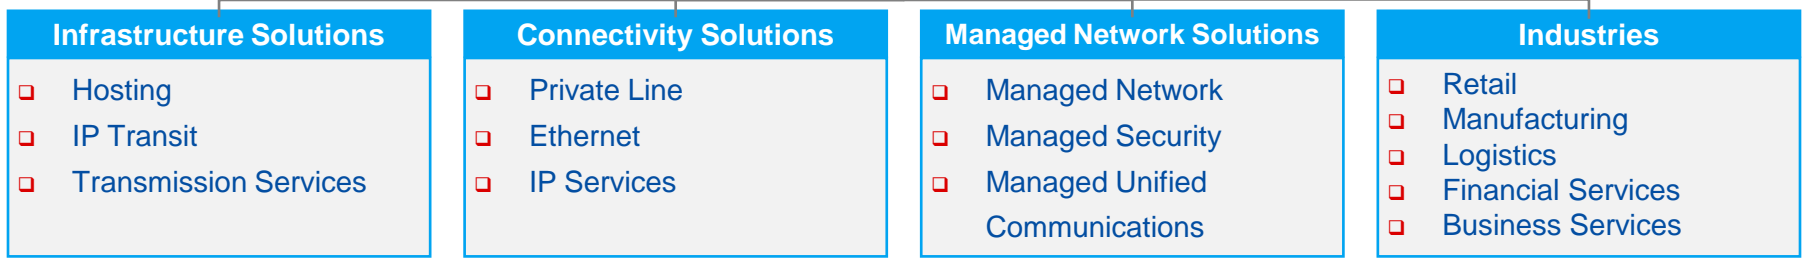 Infrastructure Solutions
Hosting
IP Transit
Transmission Services
Connectivity Solutions
Private Line
Ethernet
IP Services
Managed Network Solutions
Managed Network
Managed Security
Managed Unified
Communications
Industries
Retail
Manufacturing
Logistics
Financial Services
Business Services